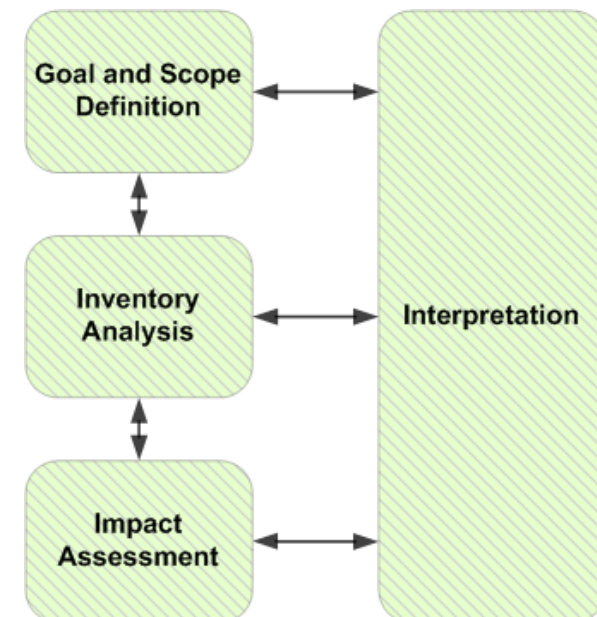 Goal and Scope
Definition
Inventory
Analysis
Interpretation
Impact
Assessment